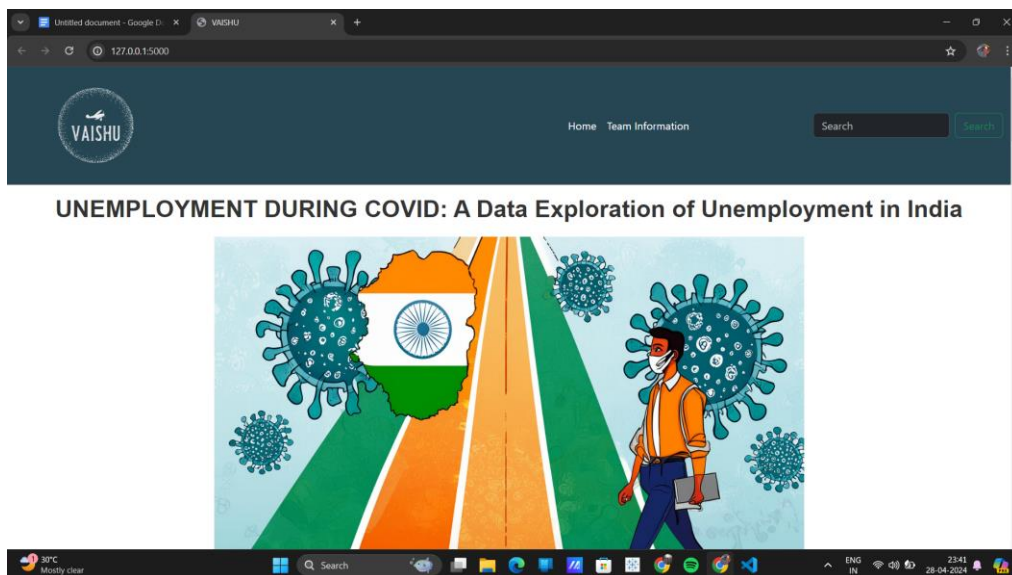 Untitled document - Google D
VAISHU
127.0.0.1:5000
VAISHU
Home Team Information
Search
Search
UNEMPLOYMENT DURING COVID: A Data Exploration of Unemployment in India
1
30°C
Mostly clear
Search
ENG
IN
23:41
28-04-2024